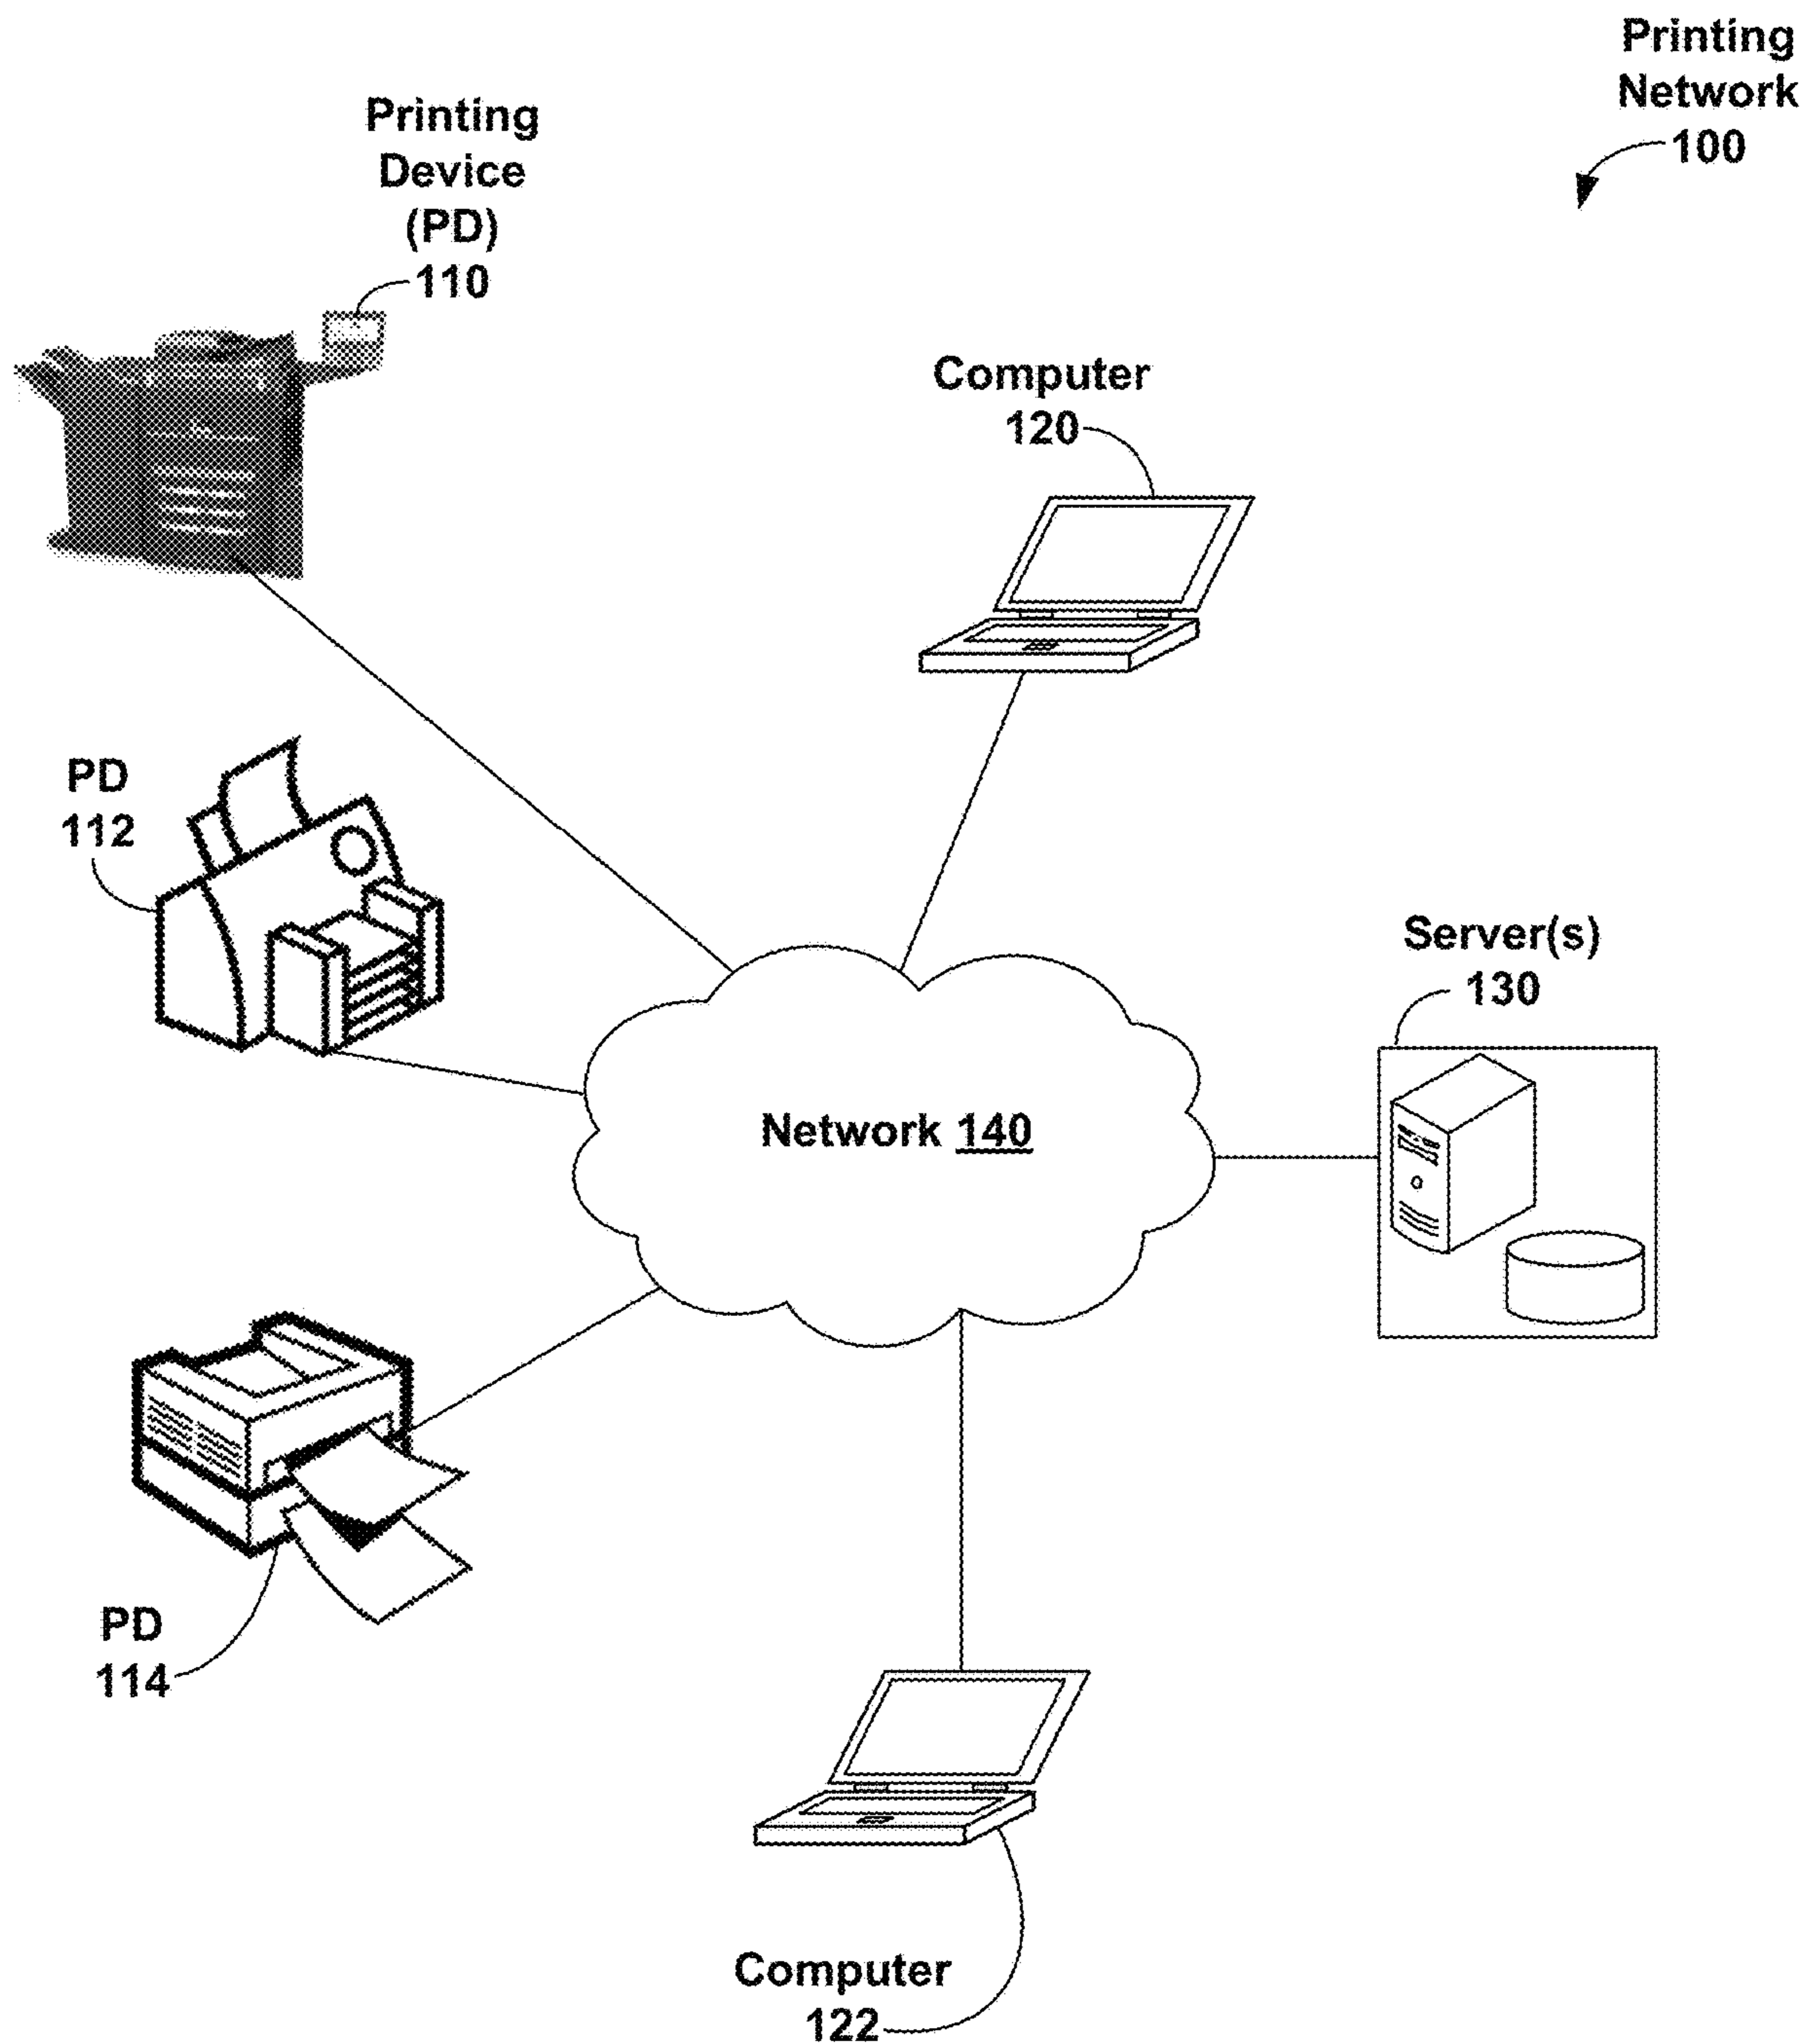 Printing
Network
100
Printing
Device
(PD)
110
Computer
120
PD
112
Server(s)
130
Network 140
PD
114
Computer
122